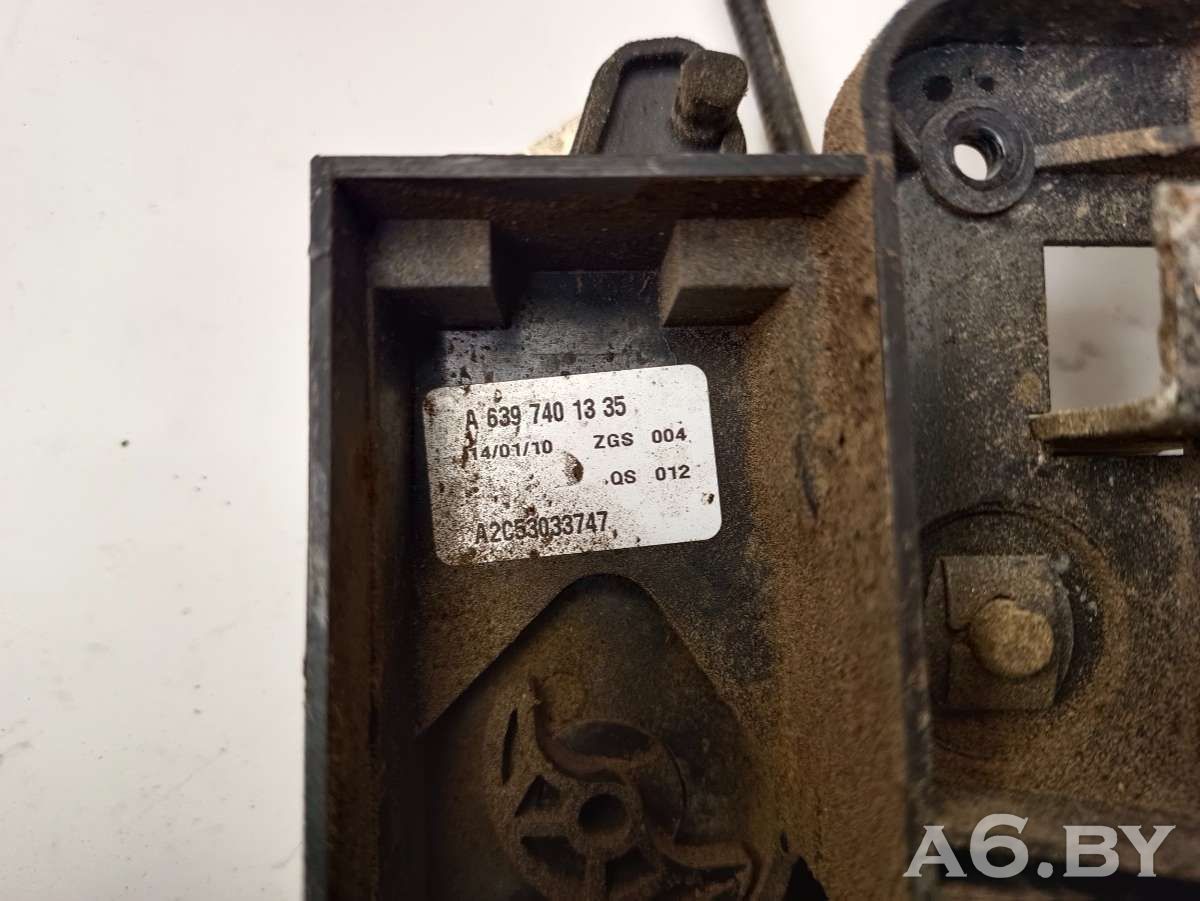 A 639 740 13 35
14/01/10 ZGS 004
QS 012
A2C53033747
A6.BY